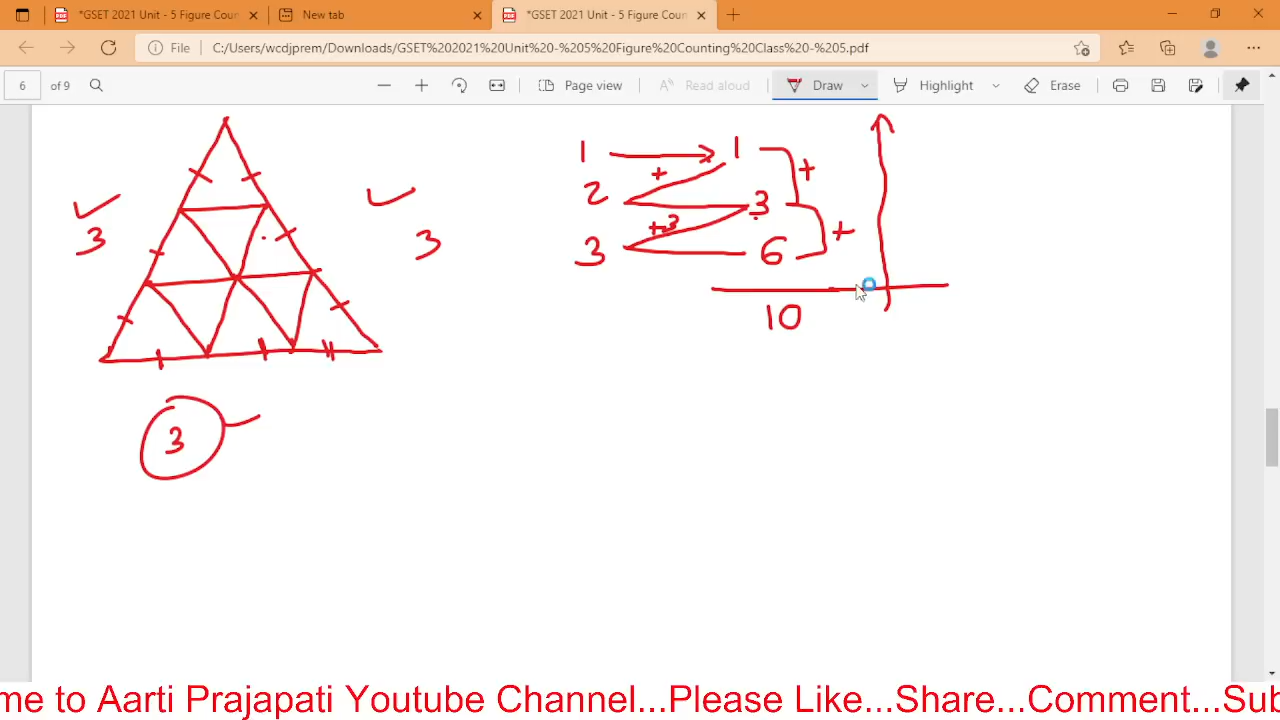 *GSET 2021 Unit - 5 Figure Coun
New tab
*GSET 2021 Unit - 5 Figure Coun
File
C:/Users/wcdjprem/Downloads/GSET%202021%20Unit%20-%205%20Figure%20Counting%20Class%20-%205.pdf
6 of 9
Page view
Read aloud
Draw
Highlight
Erase
1 1
+ +
2 3
3 3 +3 +
3 6
10
3
me to Aarti Prajapati Youtube Channel...Please Like...Share...Comment...Sub